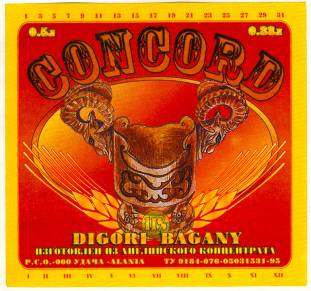 1 3 5 7 9 11 13 15 17 19 21 23 25 27 29 31
0.5л 0.33л
CONCORD
DIGORI BAGANY
ИЗГОТОВЛЕН ИЗ АНГЛИЙСКОГО КОНЦЕНТРАТА
Р.С.О.-ООО УДАЧА -ALANIA ТУ 9184-076-05031531-95
I II III IV V VI VII VIII IX X XI XII